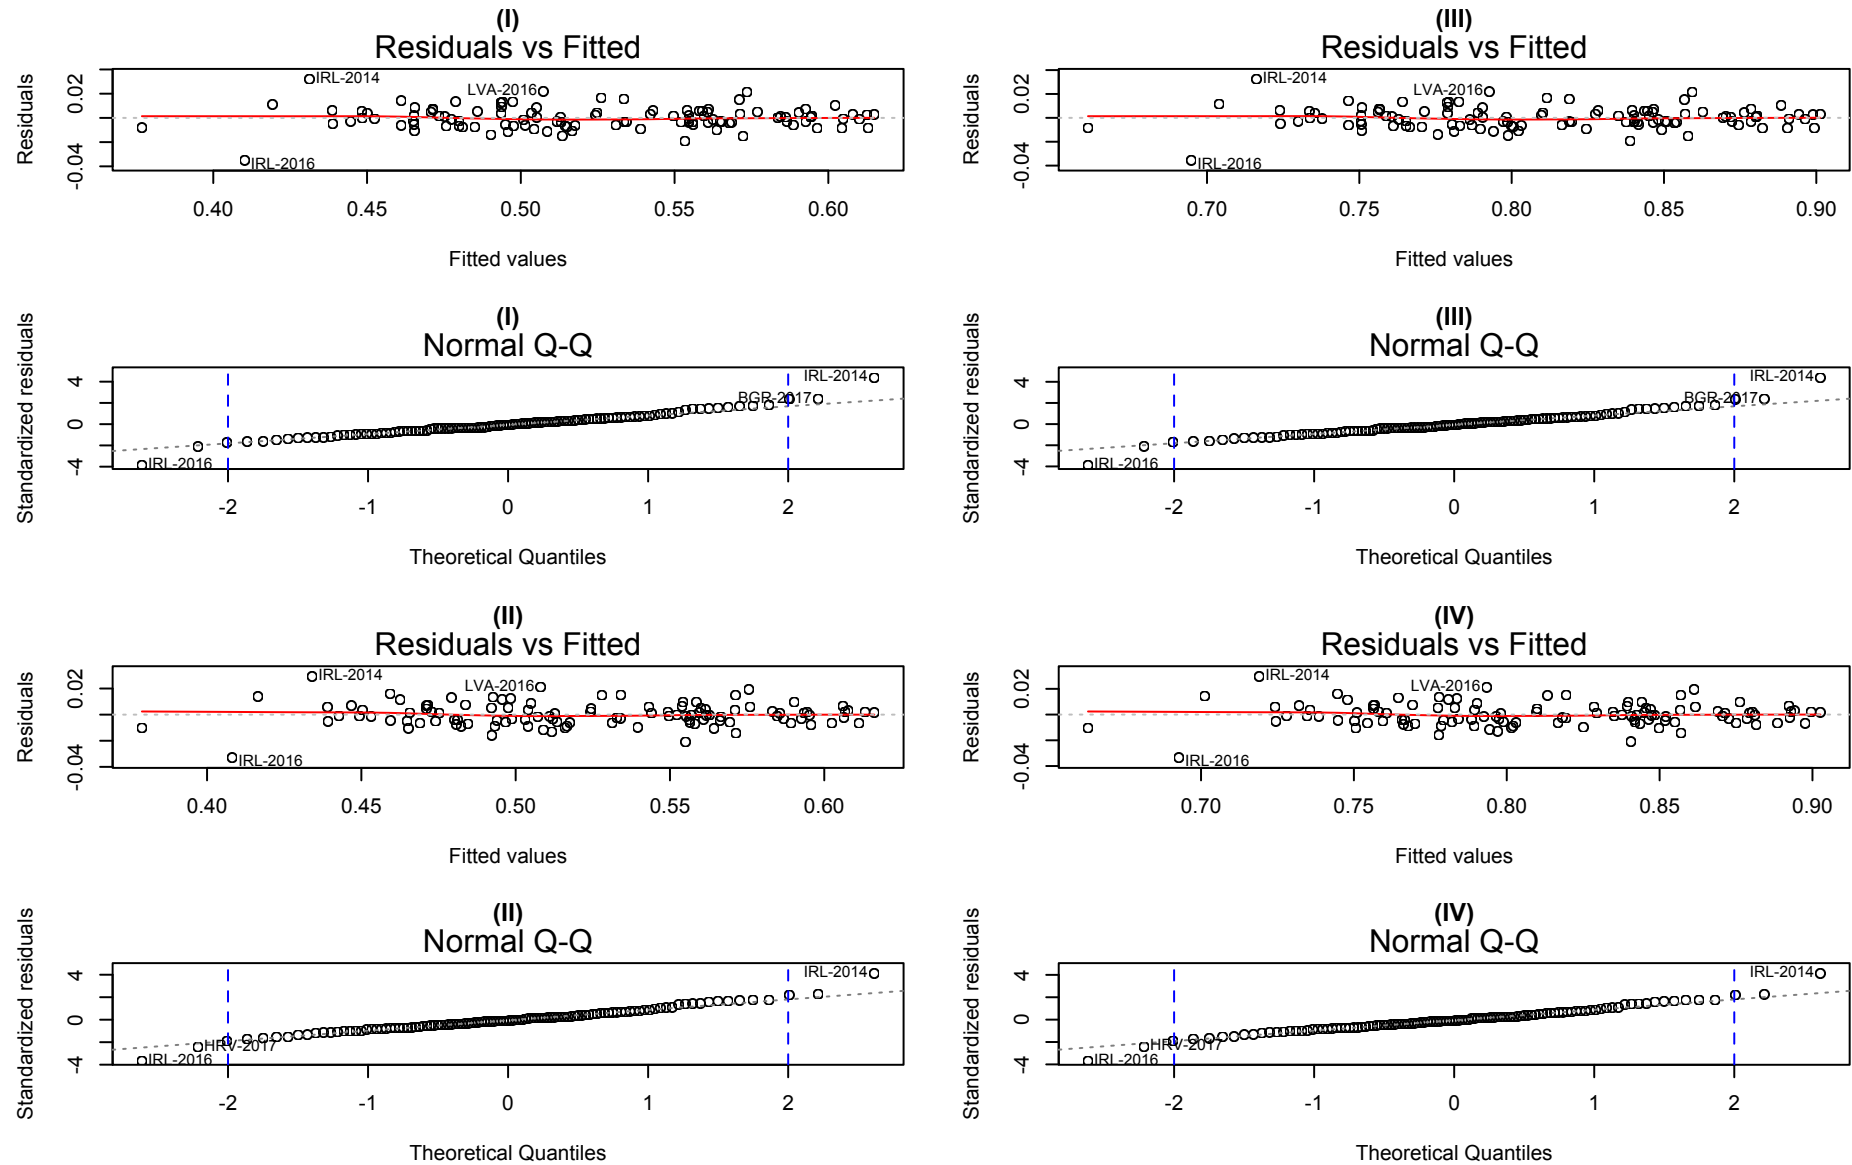 (I)
Residuals vs Fitted
Residuals
0.02
-0.04
IRL-2014
LVA-2016
IRL-2016
0.40 0.45 0.50 0.55 0.60
Fitted values
(III)
Residuals vs Fitted
Residuals
0.02
-0.04
IRL-2014
LVA-2016
IRL-2016
0.70 0.75 0.80 0.85 0.90
Fitted values
(I)
Normal Q-Q
Standardized residuals
4
0
-4
IRL-2014
BGR-2017
IRL-2016
-2 -1 0 1 2
Theoretical Quantiles
(III)
Normal Q-Q
Standardized residuals
4
0
-4
IRL-2014
BGR-2017
IRL-2016
-2 -1 0 1 2
Theoretical Quantiles
(II)
Residuals vs Fitted
Residuals
0.02
-0.04
IRL-2014
LVA-2016
IRL-2016
0.40 0.45 0.50 0.55 0.60
Fitted values
(IV)
Residuals vs Fitted
Residuals
0.02
-0.04
IRL-2014
LVA-2016
IRL-2016
0.70 0.75 0.80 0.85 0.90
Fitted values
(II)
Normal Q-Q
Standardized residuals
4
0
-4
IRL-2014
HRV-2017
IRL-2016
-2 -1 0 1 2
Theoretical Quantiles
(IV)
Normal Q-Q
Standardized residuals
4
0
-4
IRL-2014
HRV-2017
IRL-2016
-2 -1 0 1 2
Theoretical Quantiles